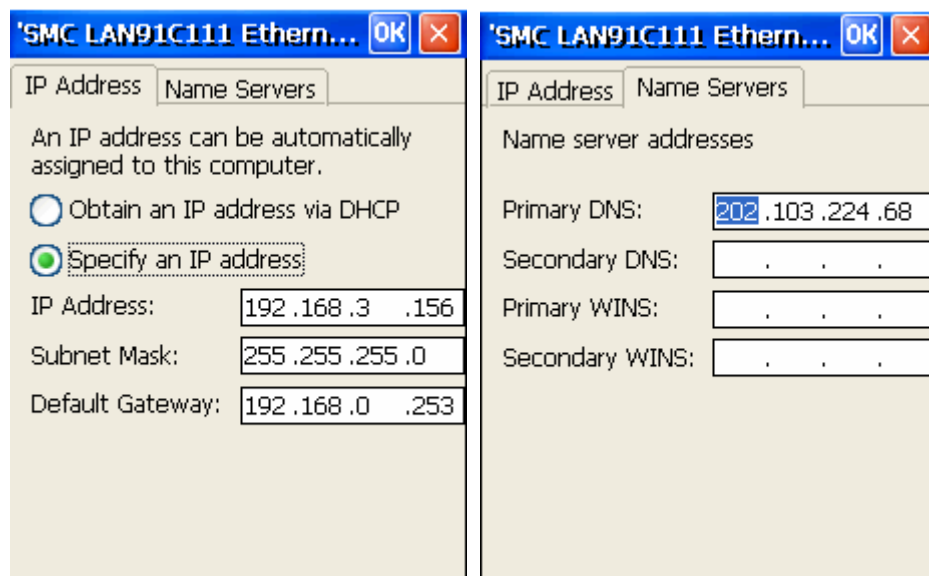 'SMC LAN91C111 Ethern... OK
IP Address Name Servers
An IP address can be automatically
assigned to this computer.
Obtain an IP address via DHCP
Specify an IP address
IP Address: 192.168.3.156
Subnet Mask: 255.255.255.0
Default Gateway: 192.168.0.253
'SMC LAN91C111 Ethern... OK
IP Address Name Servers
Name server addresses
Primary DNS: 202.103.224.68
Secondary DNS: . . .
Primary WINS: . . .
Secondary WINS: . . .